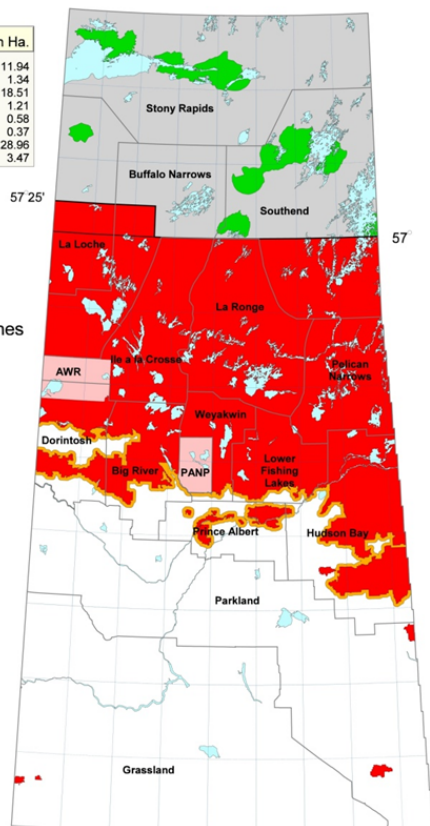 n Ha.
11.94
1.34
18.51
1.21
0.58
0.37
28.96
3.47
Stony Rapids
57 25'
Buffalo Narrows
Southend
57°
La Loche
La Ronge
nes
Ile a la Crosse
AWR
Pelican
Narrows
Weyakwin
Dorintosh
Big River
PANP
Lower
Fishing
Lakes
Prince Albert
Hudson Bay
Parkland
Grassland